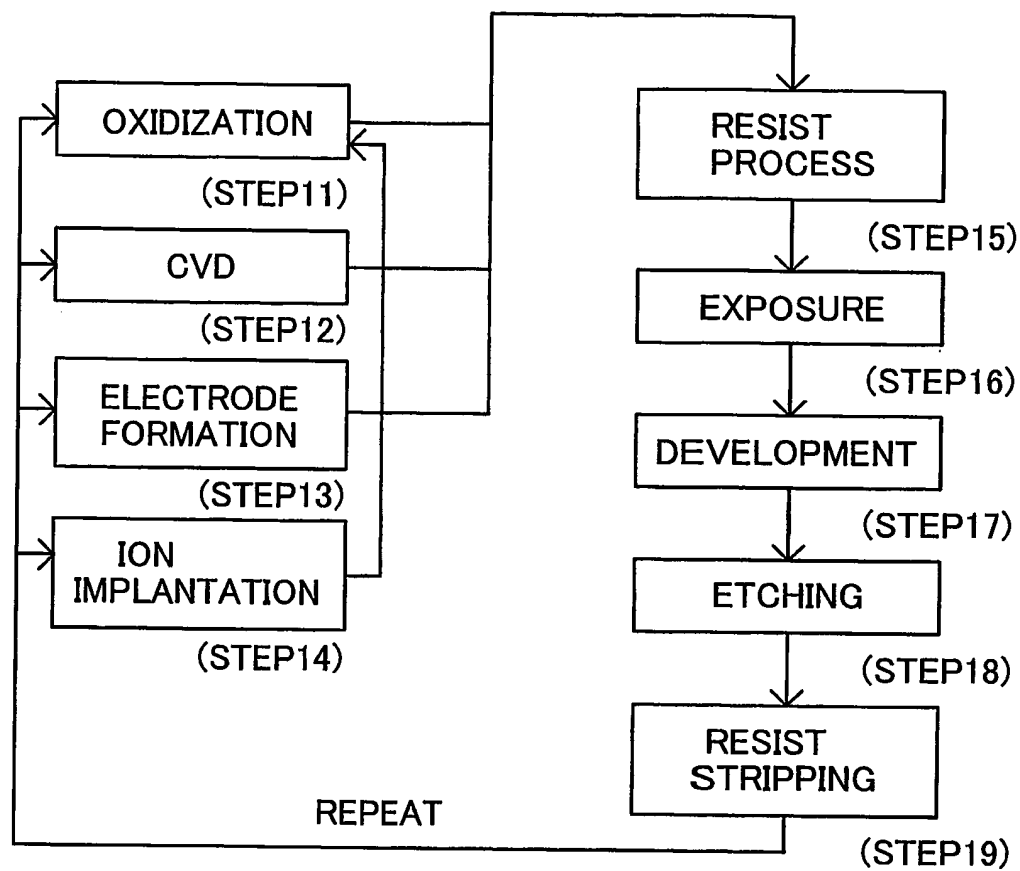 OXIDIZATION
(STEP11)
CVD
(STEP12)
ELECTRODE
FORMATION
(STEP13)
ION
IMPLANTATION
(STEP14)
RESIST
PROCESS
(STEP15)
EXPOSURE
(STEP16)
DEVELOPMENT
(STEP17)
ETCHING
(STEP18)
RESIST
STRIPPING
(STEP19)
REPEAT